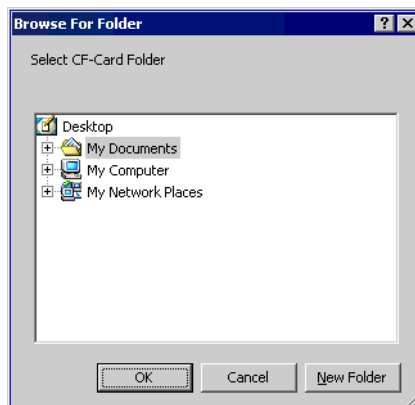 Browse For Folder
Select CF-Card Folder
Desktop
My Documents
My Computer
My Network Places
OK Cancel New Folder